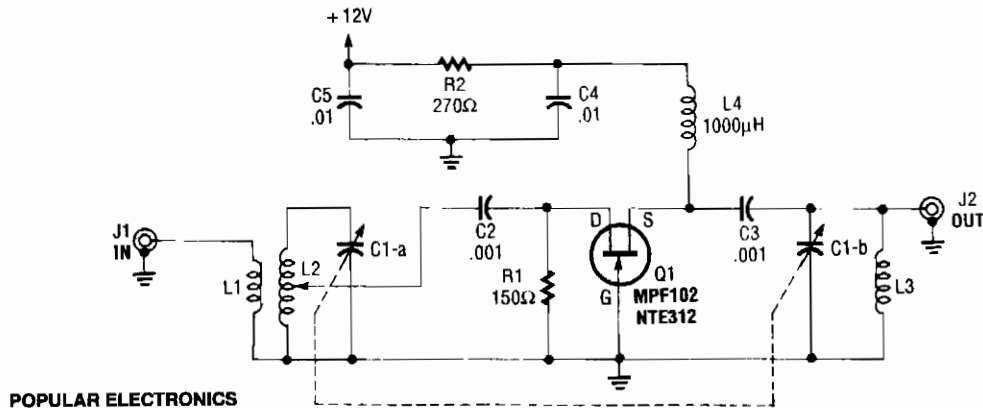 +12V
R2
270Ω
C5
.01
C4
.01
L4
1000µH
J1
IN
L1
L2
C1-a
C2
.001
R1
150Ω
D
S
G
Q1
MPF102
NTE312
C3
.001
C1-b
L3
J2
OUT
POPULAR ELECTRONICS